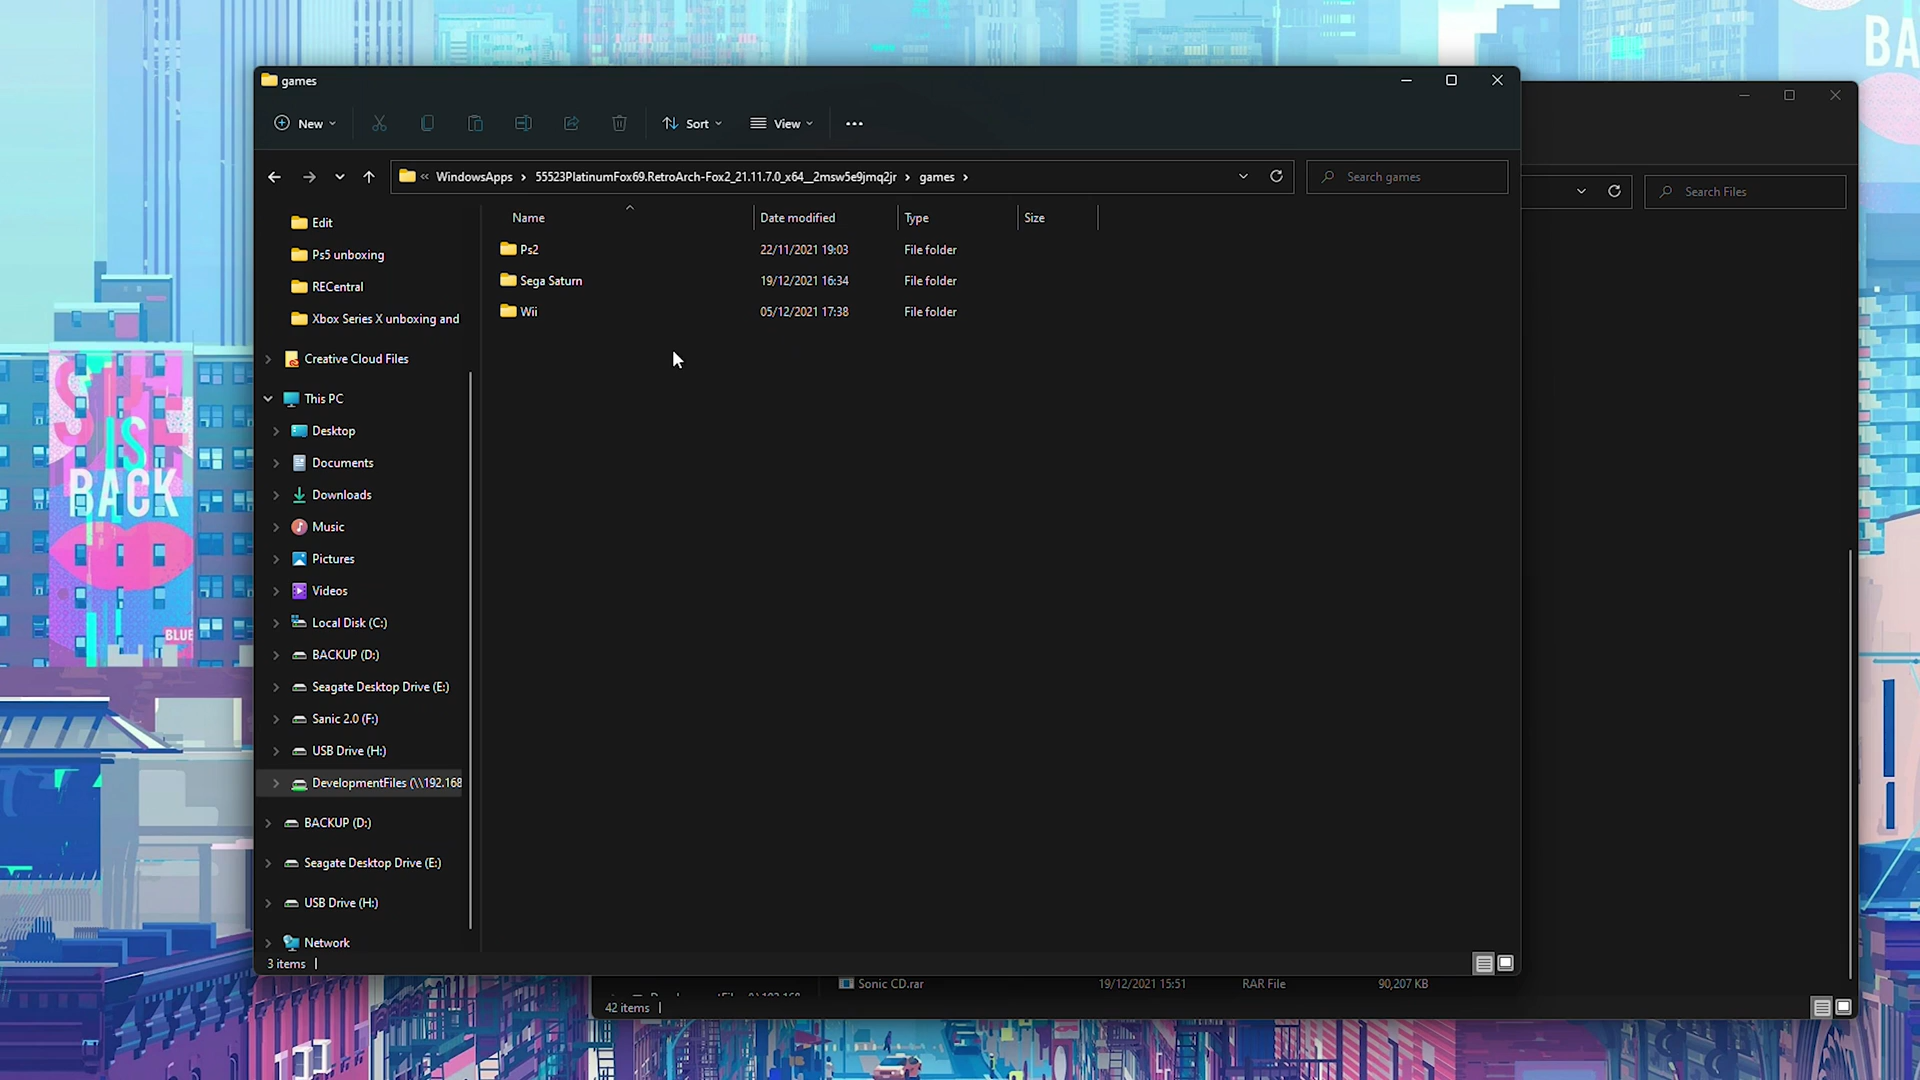 games
New
Sort
View
WindowsApps › 55523PlatinumFox69.RetroArch-Fox2_21.11.7.0_x64__2msw5e9jmq2jr › games ›
Search games
Search Files
Name
Date modified
Type
Size
Ps2
22/11/2021 19:03
File folder
Sega Saturn
19/12/2021 16:34
File folder
Wii
05/12/2021 17:38
File folder
Edit
Ps5 unboxing
RECentral
Xbox Series X unboxing and
Creative Cloud Files
This PC
Desktop
Documents
Downloads
Music
Pictures
Videos
Local Disk (C:)
BACKUP (D:)
Seagate Desktop Drive (E:)
Sanic 2.0 (F:)
USB Drive (H:)
DevelopmentFiles (\\192.168
BACKUP (D:)
Seagate Desktop Drive (E:)
USB Drive (H:)
Network
3 items
Sonic CD.rar
19/12/2021 15:51
RAR File
90,207 KB
42 items
IS
BACK
BLUE
BA